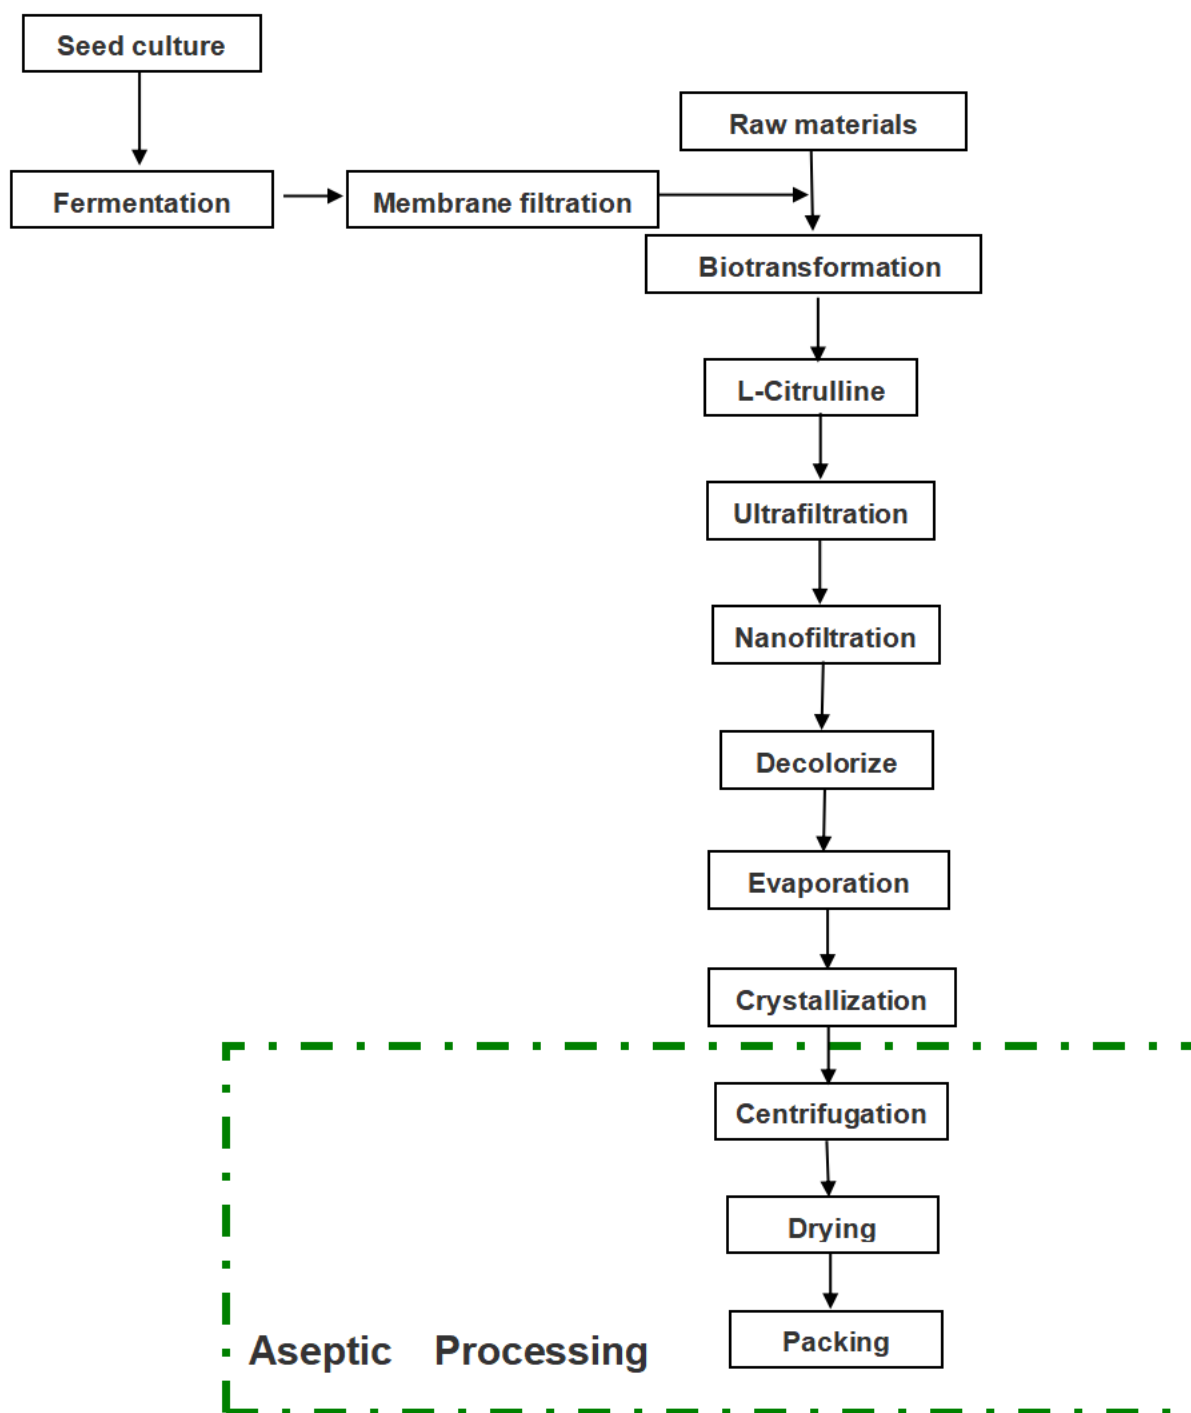 Seed culture
Raw materials
Fermentation
Membrane filtration
Biotransformation
L-Citrulline
Ultrafiltration
Nanofiltration
Decolorize
Evaporation
Crystallization
Centrifugation
Drying
Packing
Aseptic Processing